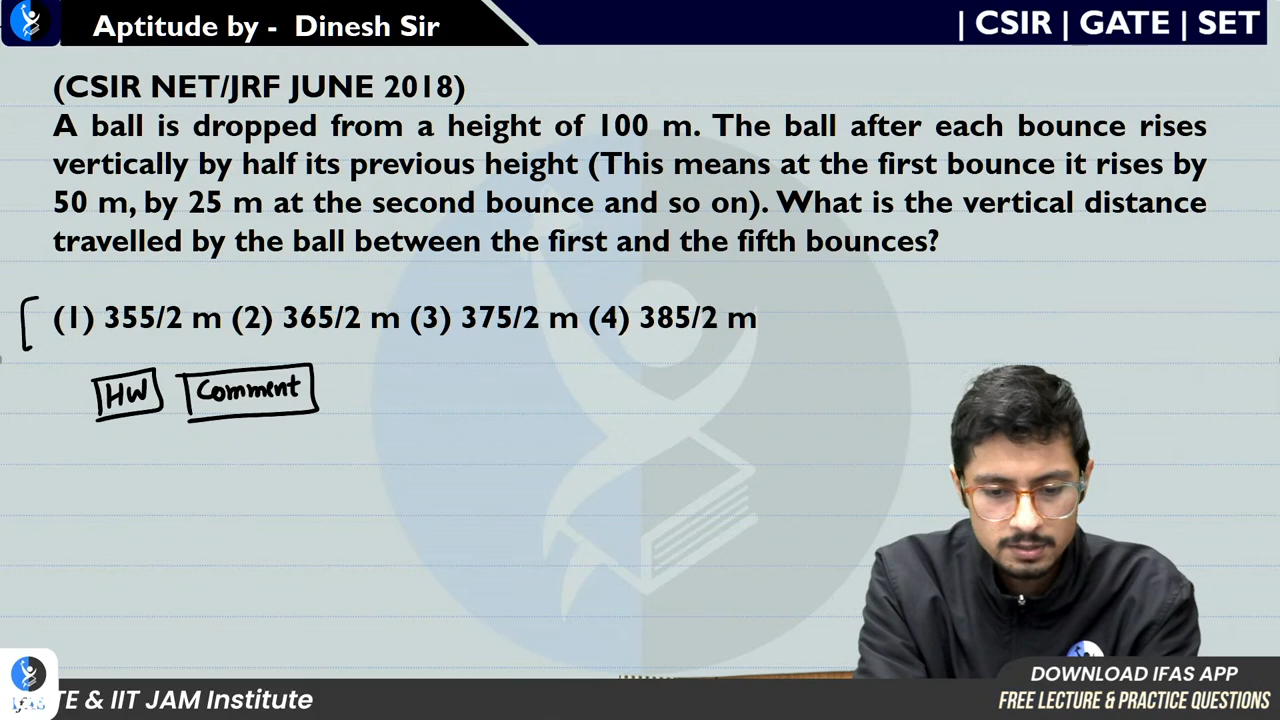 Aptitude by - Dinesh Sir
| CSIR | GATE | SET
(CSIR NET/JRF JUNE 2018)
A ball is dropped from a height of 100 m. The ball after each bounce rises
vertically by half its previous height (This means at the first bounce it rises by
50 m, by 25 m at the second bounce and so on). What is the vertical distance
travelled by the ball between the first and the fifth bounces?
(1) 355/2 m (2) 365/2 m (3) 375/2 m (4) 385/2 m
HW Comment
DOWNLOAD IFAS APP
TE & IIT JAM Institute
FREE LECTURE & PRACTICE QUESTIONS